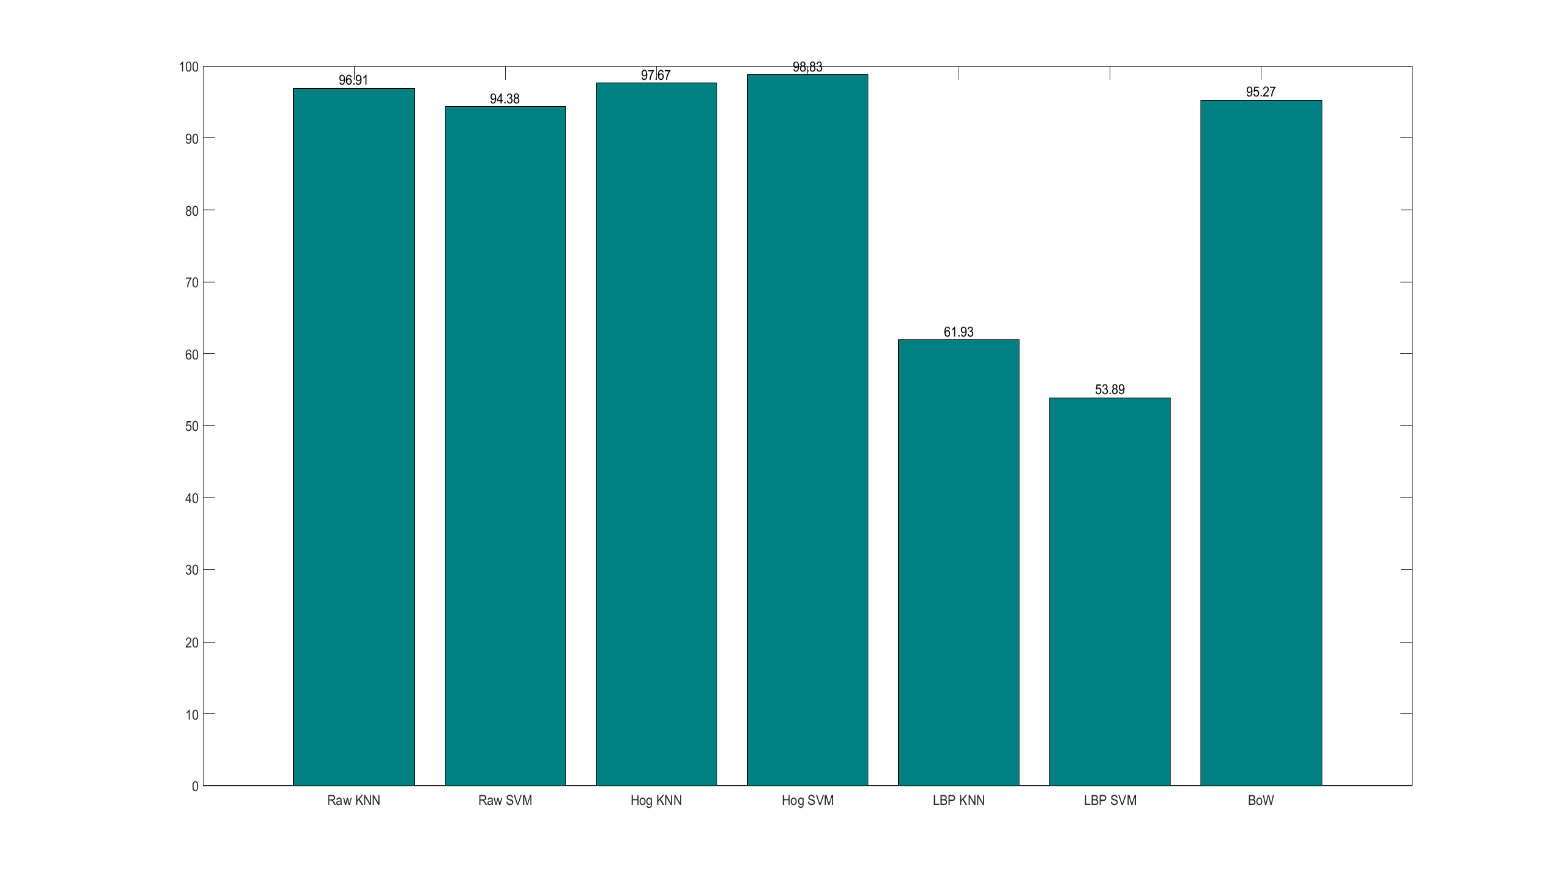 100
90
80
70
60
50
40
30
20
10
0
96.91
94.38
97.67
98.83
61.93
53.89
95.27
Raw KNN
Raw SVM
Hog KNN
Hog SVM
LBP KNN
LBP SVM
BoW